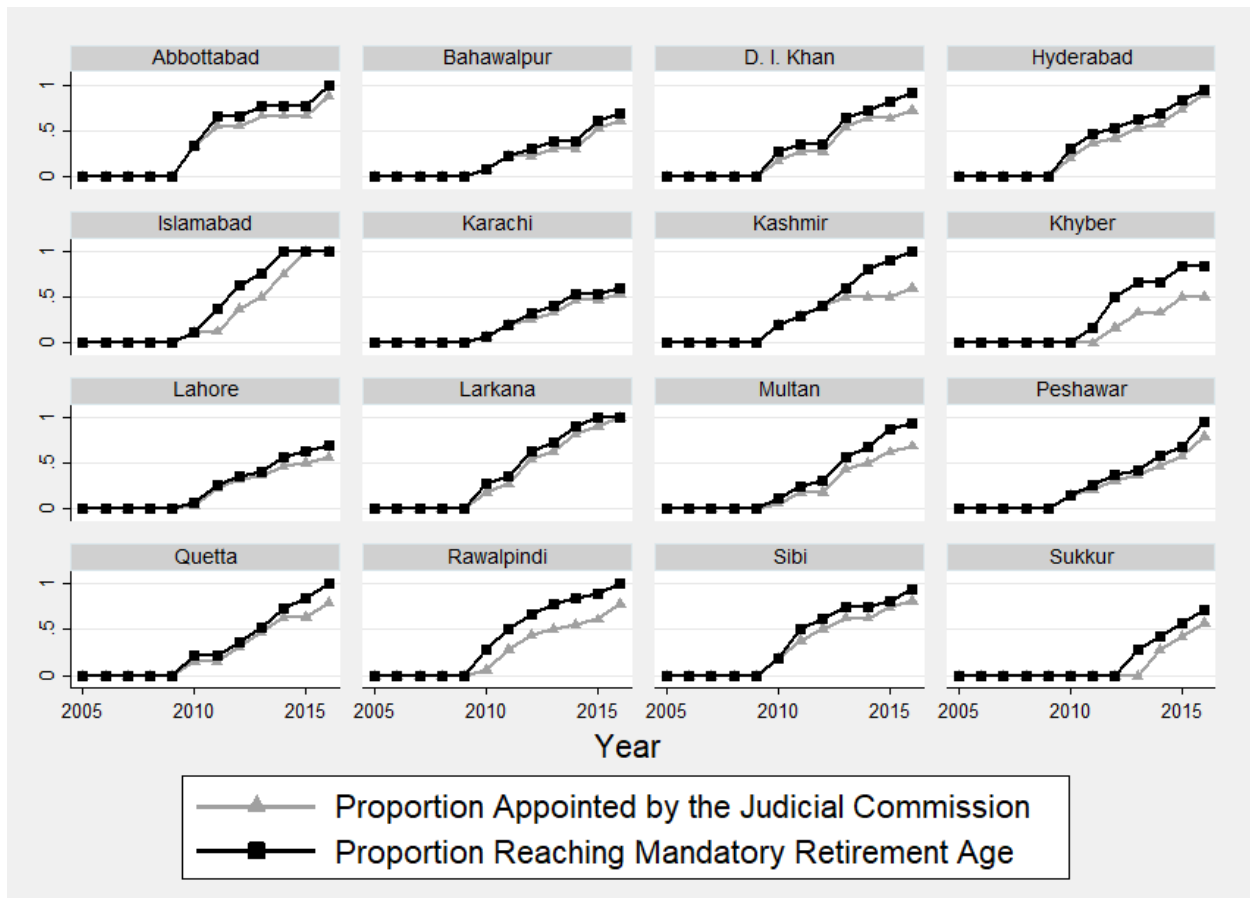 Abbottabad Bahawalpur D. I. Khan Hyderabad
1
.5
0
Islamabad Karachi Kashmir Khyber
1
.5
0
Lahore Larkana Multan Peshawar
1
.5
0
Quetta Rawalpindi Sibi Sukkur
1
.5
0
2005 2010 2015 2005 2010 2015 2005 2010 2015 2005 2010 2015
Year
Proportion Appointed by the Judicial Commission
Proportion Reaching Mandatory Retirement Age